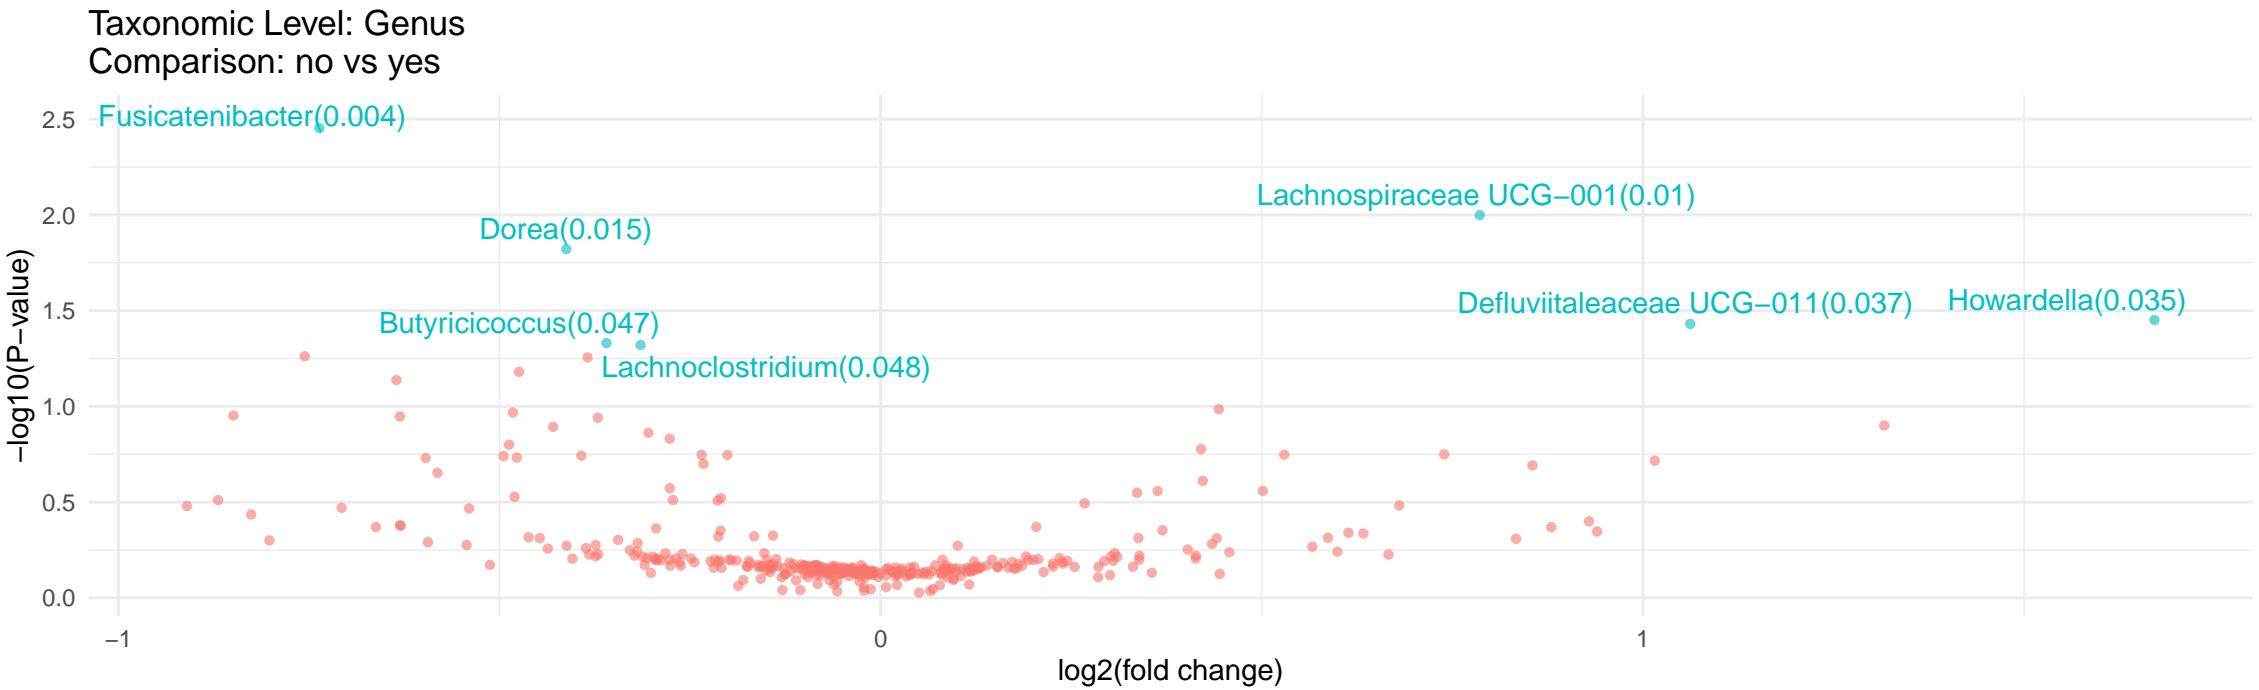 Taxonomic Level: Genus
Comparison: no vs yes
Fusicatenibacter(0.004)
Lachnospiraceae UCG−001(0.01)
Dorea(0.015)
Defluviitaleaceae UCG−011(0.037)
Howardella(0.035)
Butyricicoccus(0.047)
Lachnoclostridium(0.048)
−log10(P−value)
2.5
2.0
1.5
1.0
0.5
0.0
−1
0
1
log2(fold change)